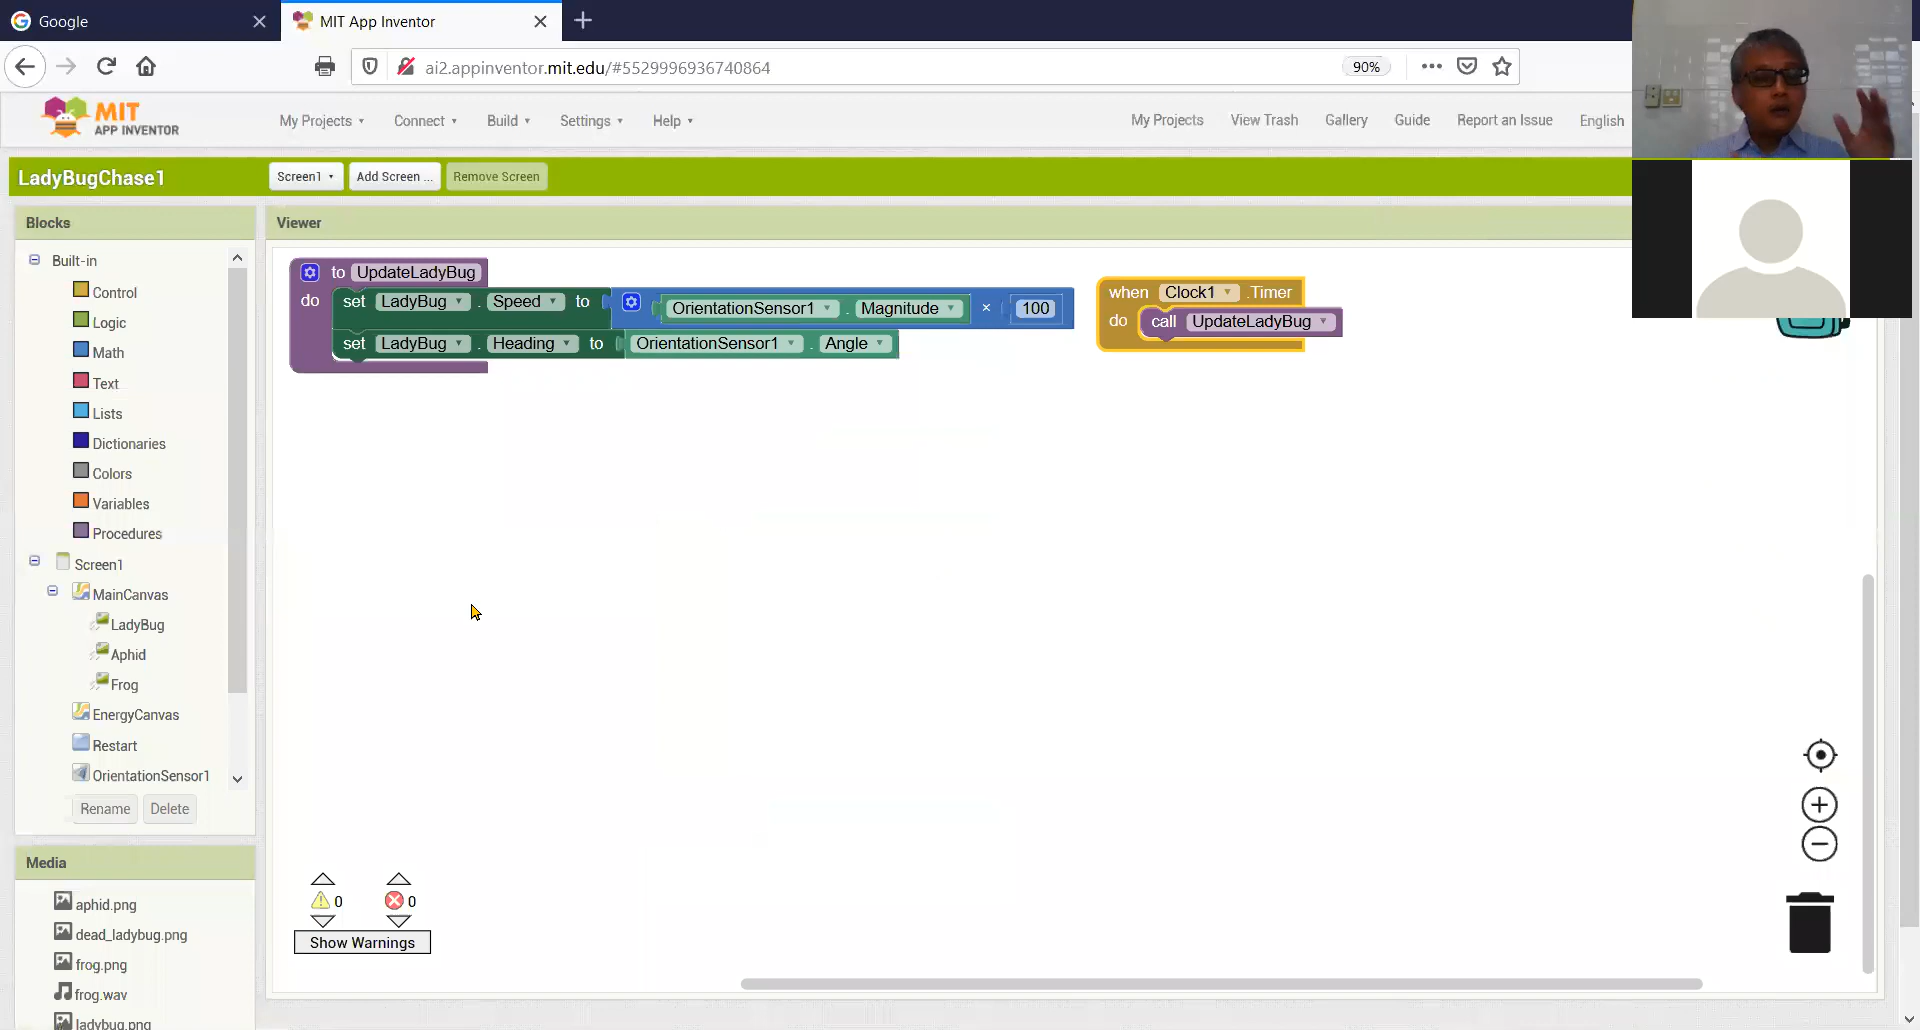 Google
MIT App Inventor
ai2.appinventor.mit.edu/#5529996936740864
90%
MIT
APP INVENTOR
My Projects
Connect
Build
Settings
Help
My Projects
View Trash
Gallery
Guide
Report an Issue
English
LadyBugChase1
Screen1
Add Screen ...
Remove Screen
Blocks
Built-in
Control
Logic
Math
Text
Lists
Dictionaries
Colors
Variables
Procedures
Screen1
MainCanvas
LadyBug
Aphid
Frog
EnergyCanvas
Restart
OrientationSensor1
Rename
Delete
Media
aphid.png
dead_ladybug.png
frog.png
frog.wav
ladybug.png
Viewer
to UpdateLadyBug
do set LadyBug . Speed to OrientationSensor1 . Magnitude × 100
set LadyBug . Heading to OrientationSensor1 . Angle
when Clock1 .Timer
do call UpdateLadyBug
0
0
Show Warnings